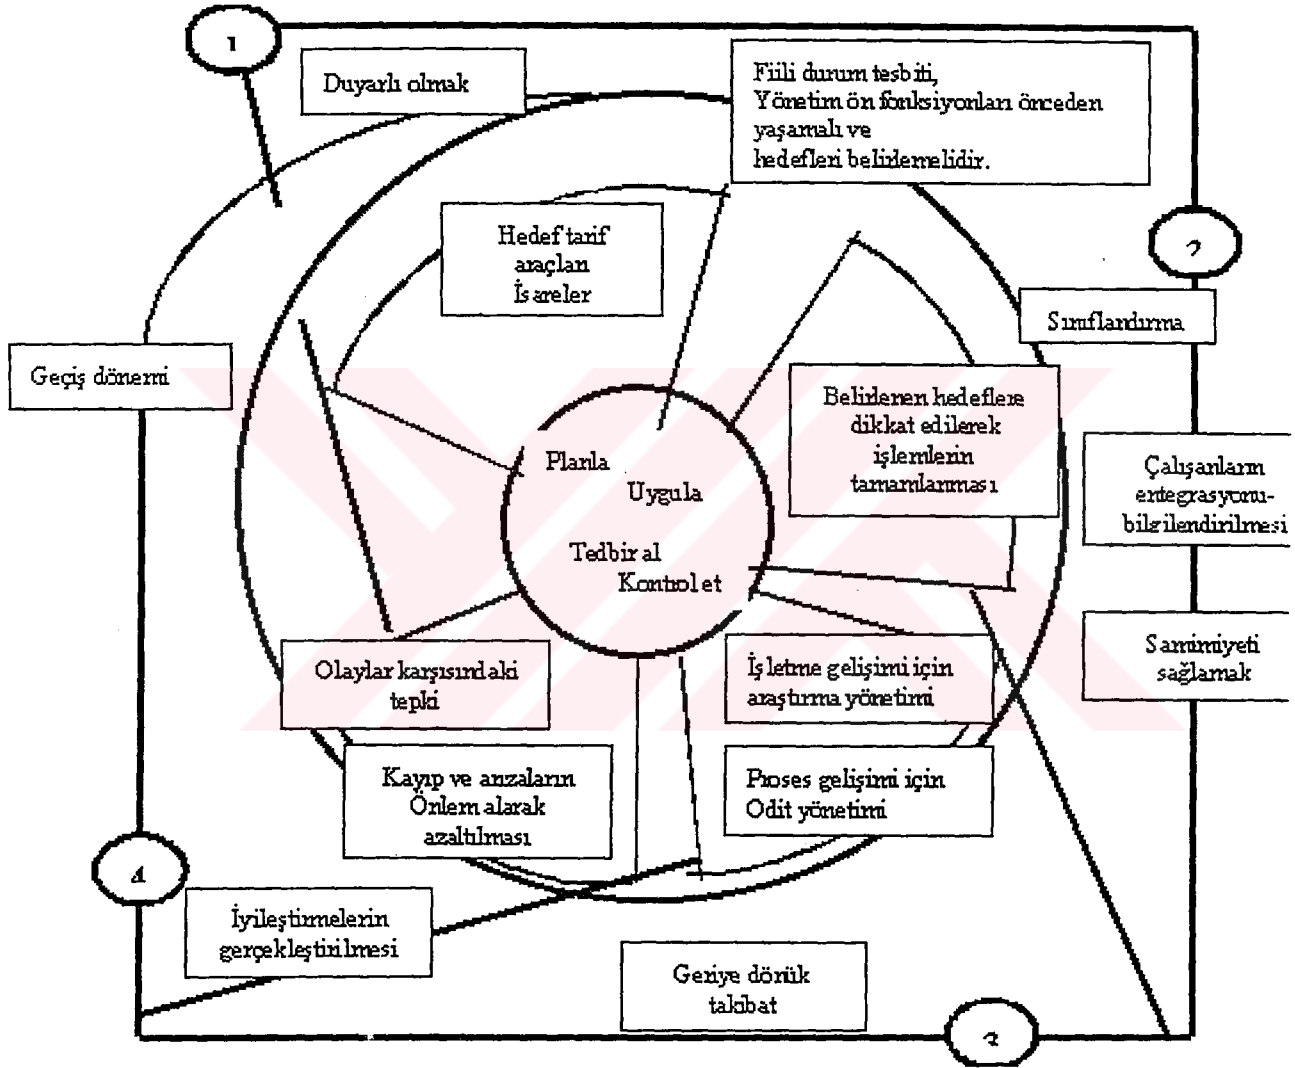 1
Duyarlı olmak
Fiili durum tesbiti,
Yönetim ön fonksiyonları önceden
yaşamalı ve
hedefleri belirlemelidir.
Hedef tarif
araçları
İsareler
2
Sınıflandırma
Geçiş dönemi
Belirlenen hedeflere
dikkat edilerek
işlemlerin
tamamlanması
Planla
Uygula
Tedbir al
Kontrol et
Çalışanların
entegrasyonu-
bilgilendirilmesi
Samimiyeti
sağlamak
Olaylar karşısındaki
tepki
İşletme gelişimi için
araştırma yönetimi
Kayıp ve arızaların
Önlem alarak
azaltılması
Proses gelişimi için
Odit yönetimi
4
İyileştirmelerin
gerçekleştirilmesi
Geriye dönük
takibat
3